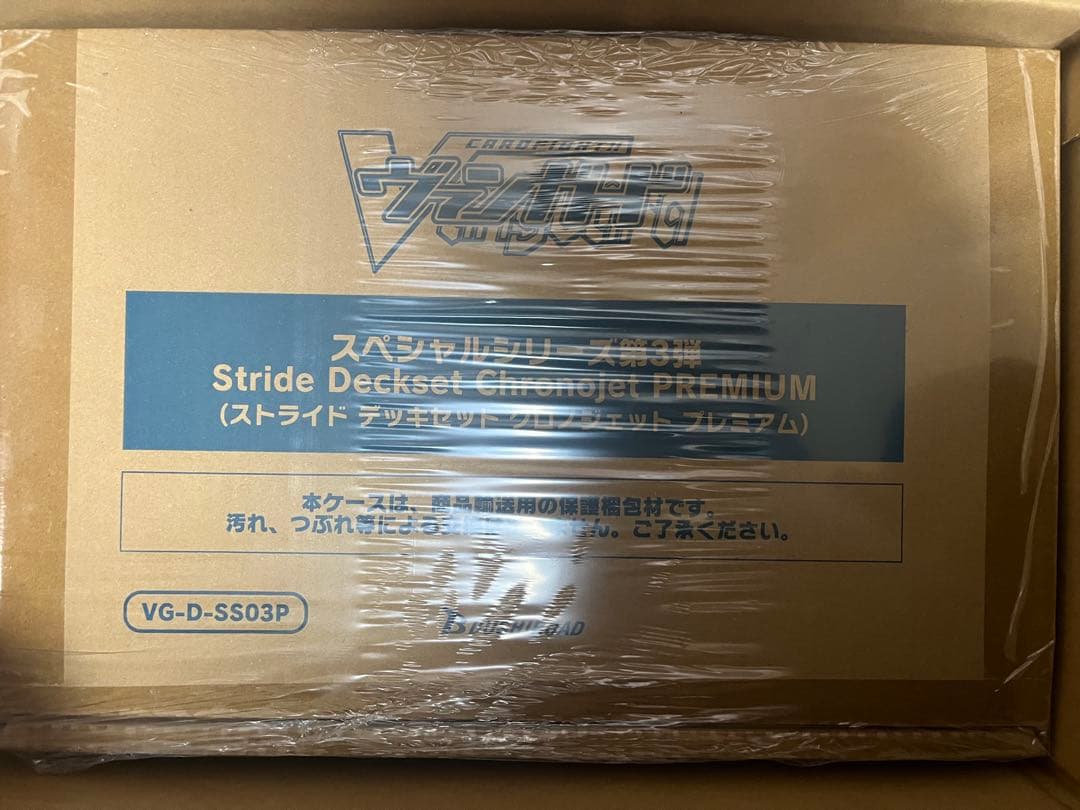 CARDFIGHT!!
ヴァンガード
スペシャルシリーズ第3弾
Stride Deckset Chronojet PREMIUM
(ストライド デッキセット クロノジェット プレミアム)
本ケースは、商品輸送用の保護梱包材です。
汚れ、つぶれ等による せん。ご了承ください。
VG-D-SS03P
BUSHIROAD